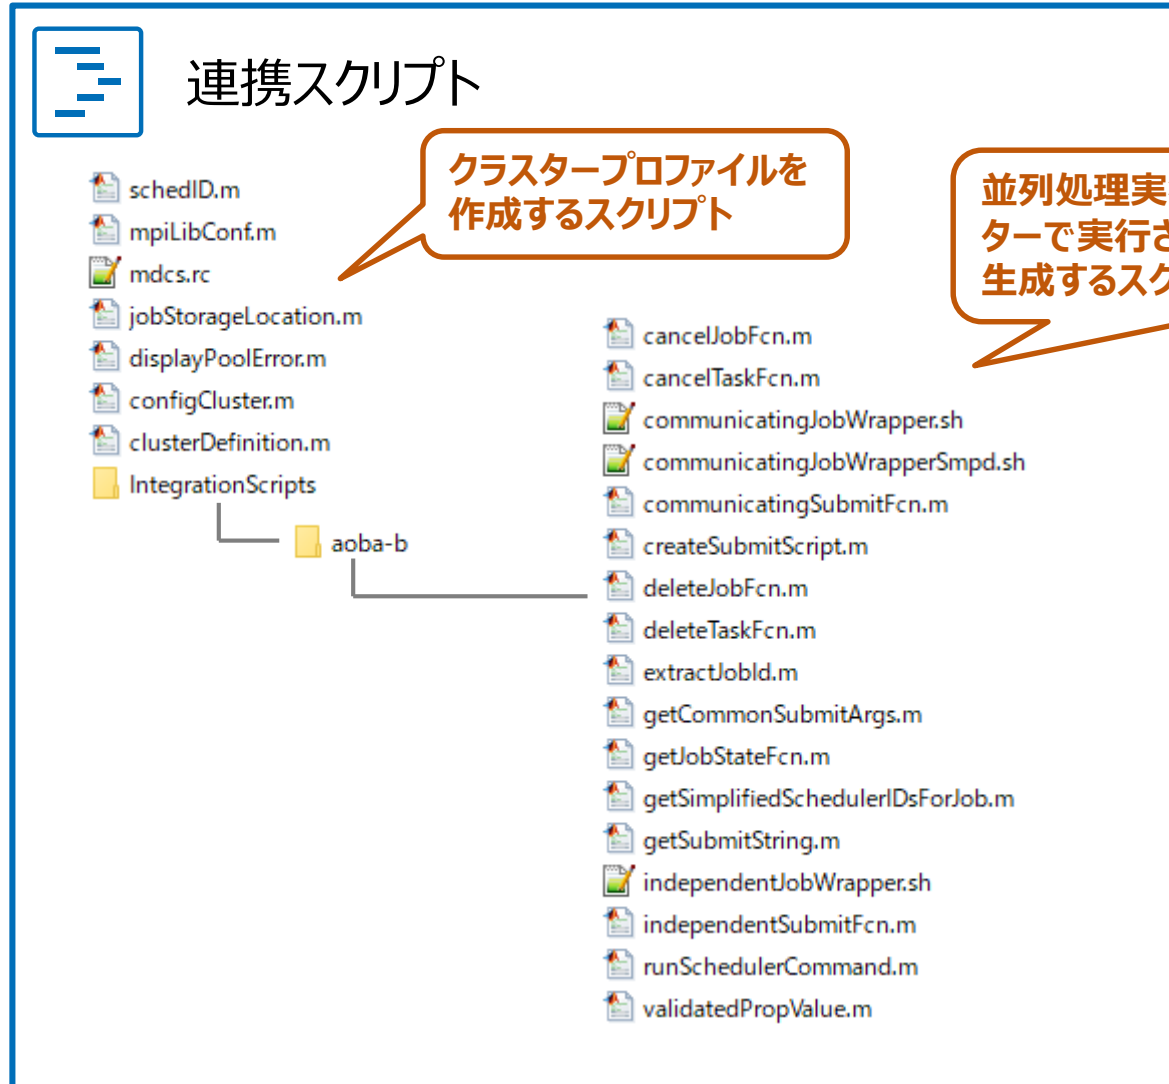 連携スクリプト
クラスタープロファイルを
作成するスクリプト
並列処理実
ターで実行さ
生成するスク
schedID.m
mpiLibConf.m
mdcs.rc
jobStorageLocation.m
displayPoolError.m
configCluster.m
clusterDefinition.m
IntegrationScripts
aoba-b
cancelJobFcn.m
cancelTaskFcn.m
communicatingJobWrapper.sh
communicatingJobWrapperSmpd.sh
communicatingSubmitFcn.m
createSubmitScript.m
deleteJobFcn.m
deleteTaskFcn.m
extractJobId.m
getCommonSubmitArgs.m
getJobStateFcn.m
getSimplifiedSchedulerIDsForJob.m
getSubmitString.m
independentJobWrapper.sh
independentSubmitFcn.m
runSchedulerCommand.m
validatedPropValue.m